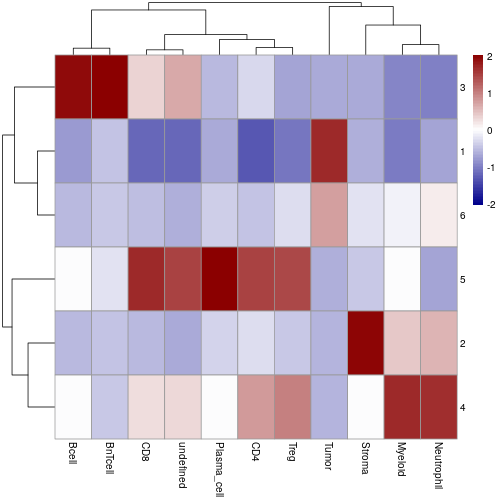 2
1
0
-1
-2
3
1
6
5
2
4
Bcell
BnTcell
CD8
undefined
Plasma_cell
CD4
Treg
Tumor
Stroma
Myeloid
Neutrophil